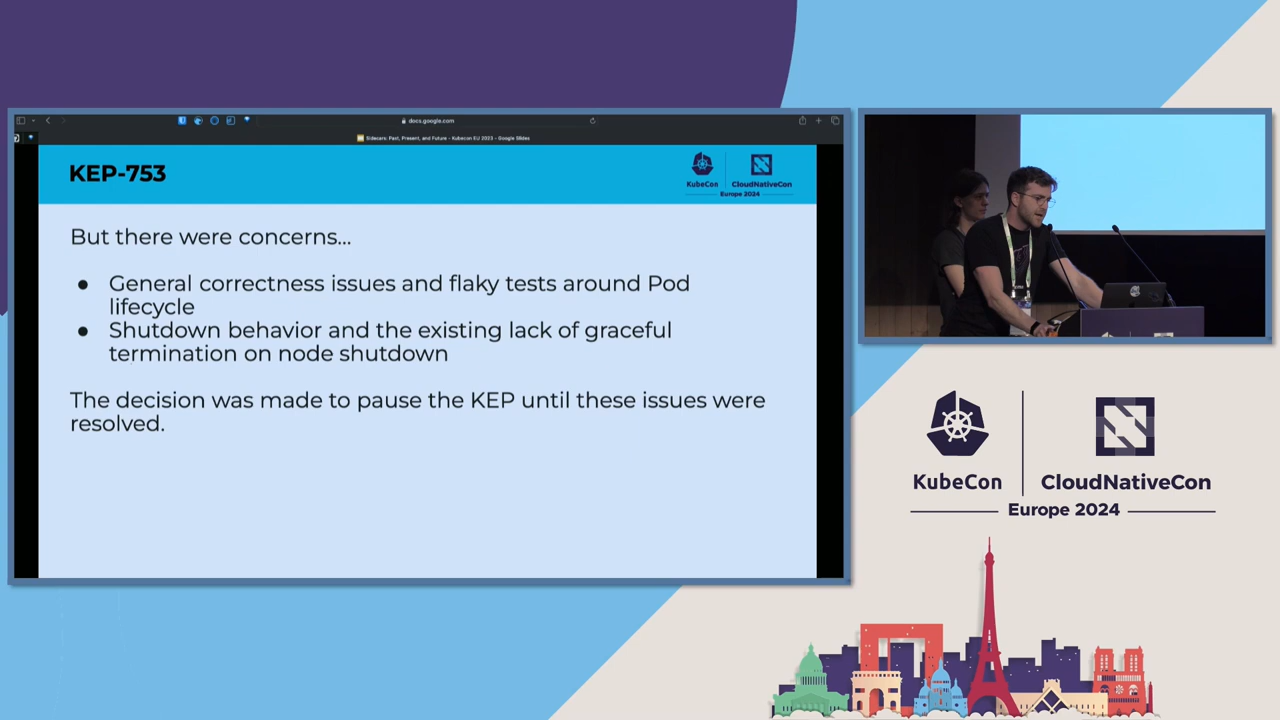 docs.google.com
Sidecars: Past, Present, and Future - Kubecon EU 2023 - Google Slides
KEP-753
KubeCon
CloudNativeCon
Europe 2024
But there were concerns...
● General correctness issues and flaky tests around Pod
lifecycle
● Shutdown behavior and the existing lack of graceful
termination on node shutdown
The decision was made to pause the KEP until these issues were
resolved.
KubeCon
CloudNativeCon
Europe 2024